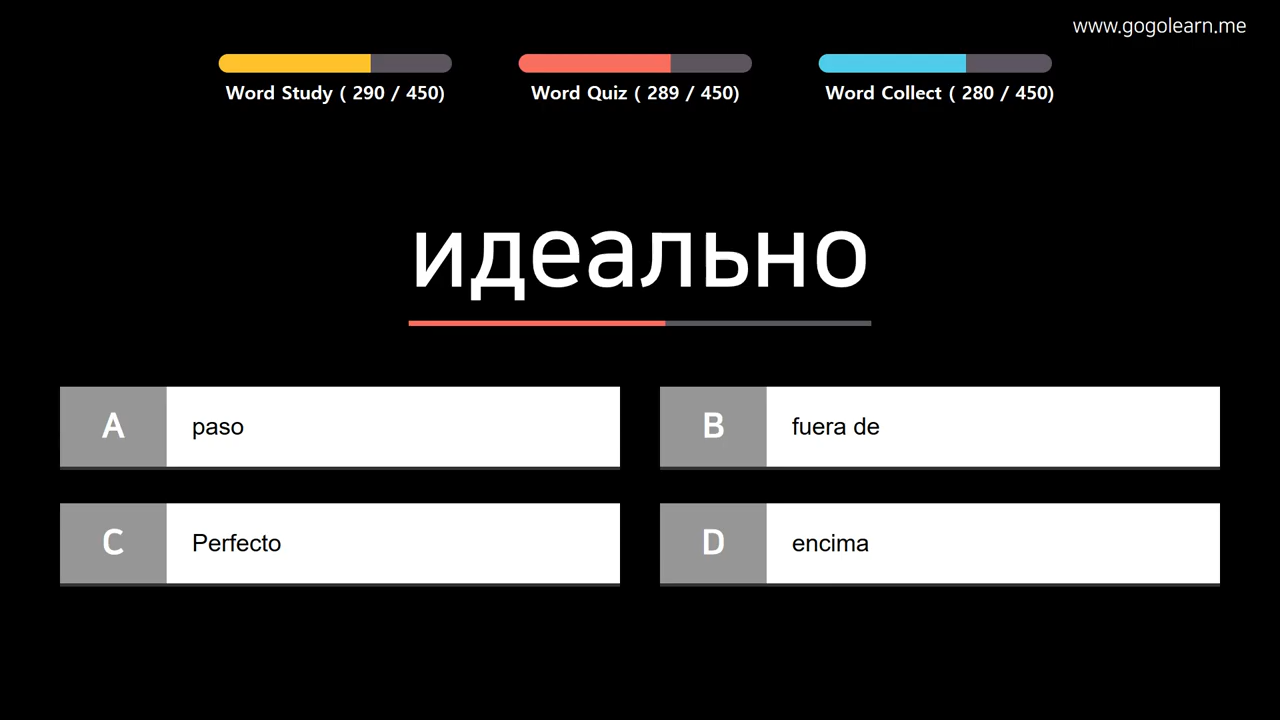 www.gogolearn.me
Word Study ( 290 / 450)
Word Quiz ( 289 / 450)
Word Collect ( 280 / 450)
идеально
A paso
B fuera de
C Perfecto
D encima